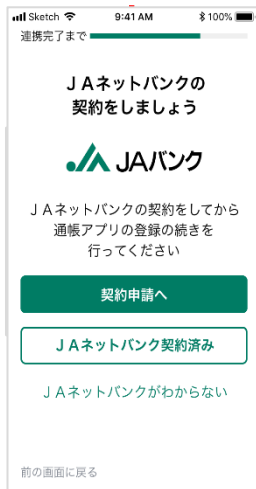 Sketch 9:41 AM 100%
連携完了まで
ＪＡネットバンクの
契約をしましょう
JAバンク
ＪＡネットバンクの契約をしてから
通帳アプリの登録の続きを
行ってください
契約申請へ
ＪＡネットバンク契約済み
ＪＡネットバンクがわからない
前の画面に戻る